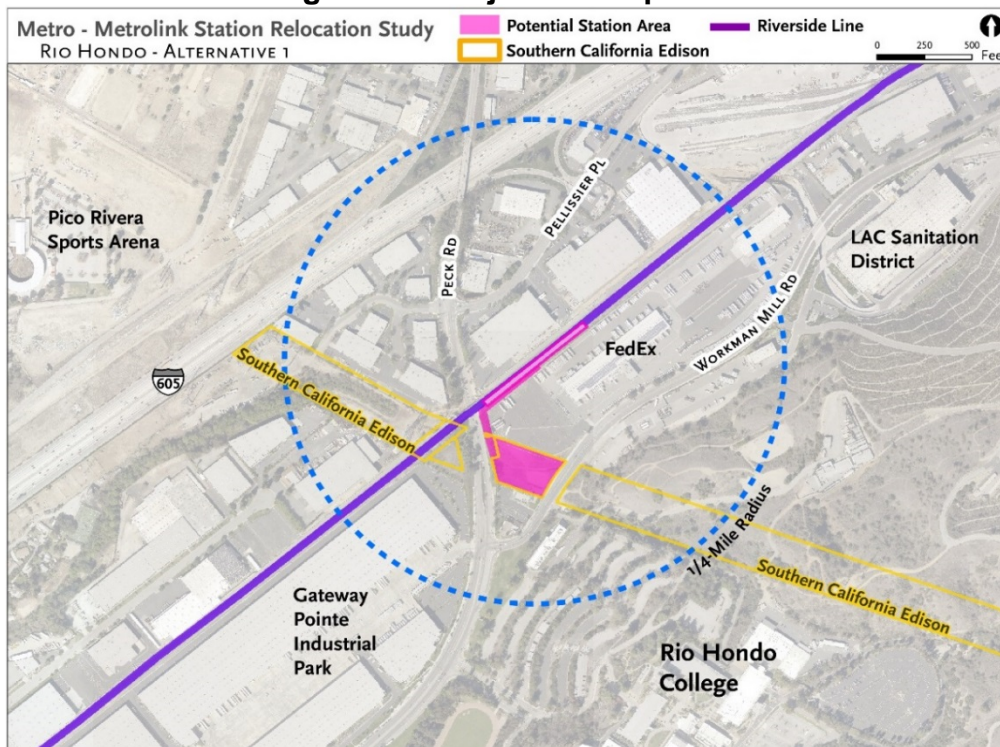 Metro - Metrolink Station Relocation Study
Rio Hondo - Alternative 1
Potential Station Area
Southern California Edison
Riverside Line
0 250 500
Fee
Pico Rivera
Sports Arena
Peck Rd
Pellissier Pl
LAC Sanitation
District
Workman Mill Rd
FedEx
605
Southern California Edison
1/4-Mile Radius
Southern California Edison
Gateway
Pointe
Industrial
Park
Rio Hondo
College